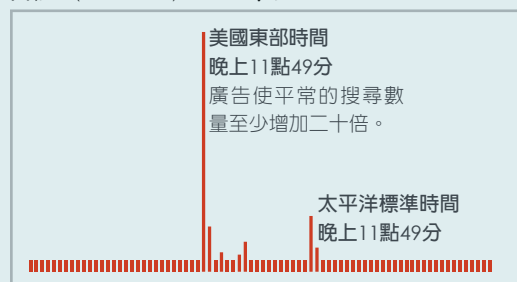 美國東部時間
晚上11點49分
廣告使平常的搜尋數
量至少增加二十倍。
太平洋標準時間
晚上11點49分